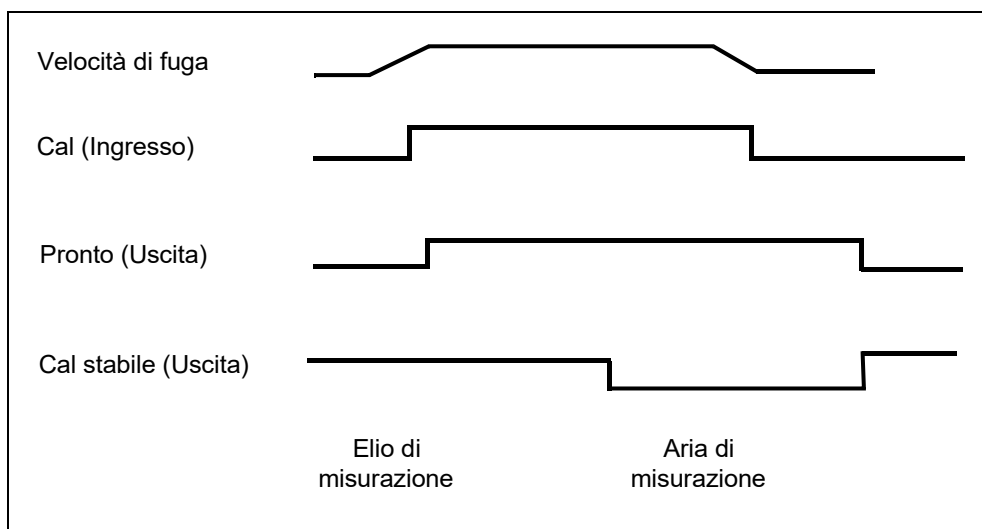 Velocità di fuga
Cal (Ingresso)
Pronto (Uscita)
Cal stabile (Uscita)
Elio di
misurazione
Aria di
misurazione